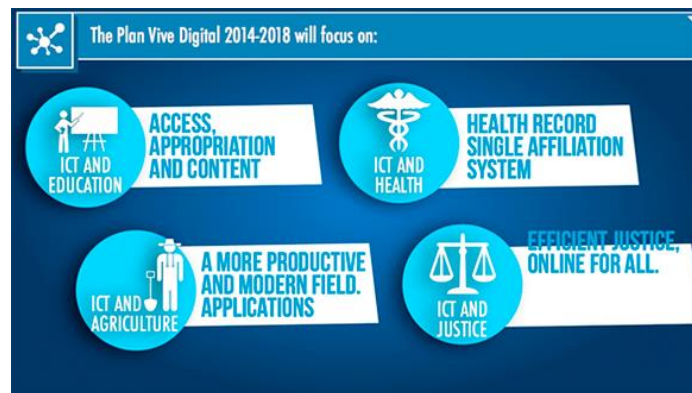 The Plan Vive Digital 2014-2018 will focus on:
ICT AND
EDUCATION
ACCESS,
APPROPRIATION
AND CONTENT
ICT AND
HEALTH
HEALTH RECORD
SINGLE AFFILIATION
SYSTEM
ICT AND
AGRICULTURE
A MORE PRODUCTIVE
AND MODERN FIELD.
APPLICATIONS
ICT AND
JUSTICE
EFFICIENT JUSTICE,
ONLINE FOR ALL.